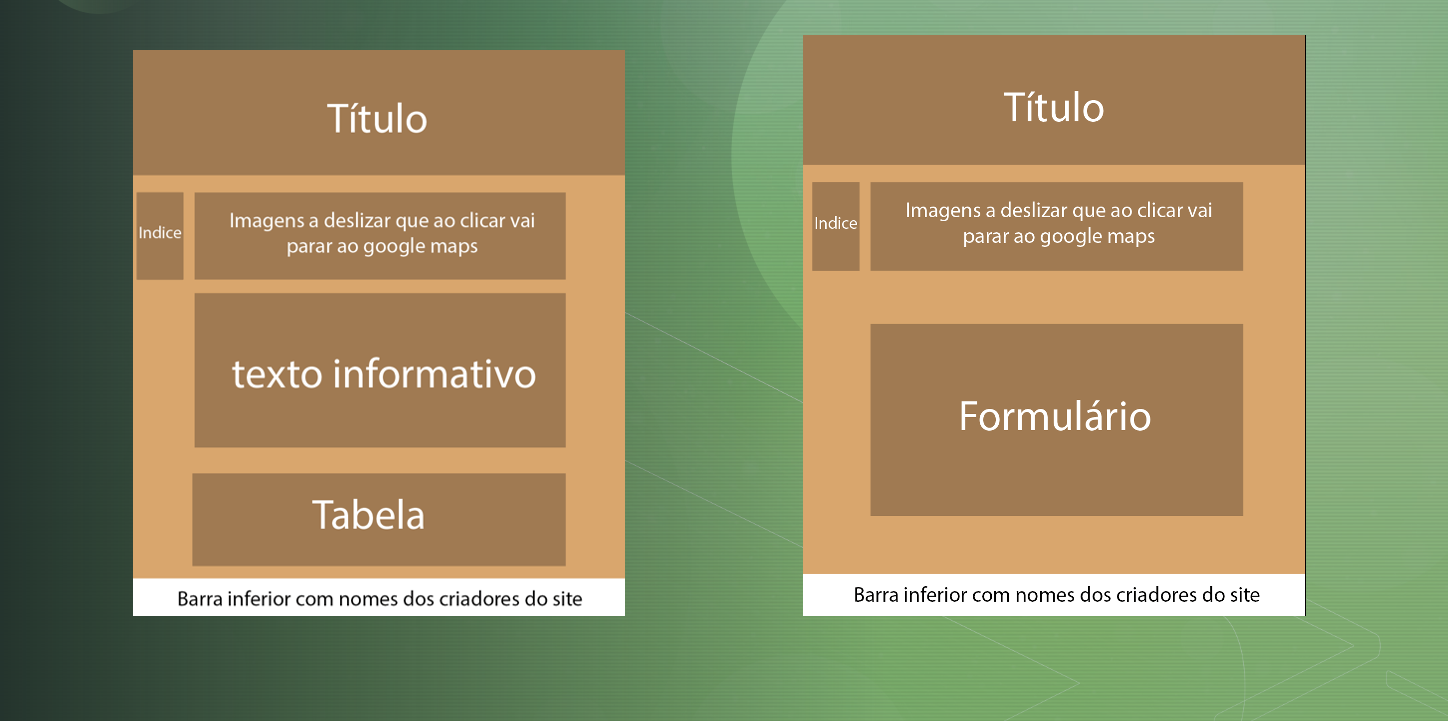 Título
Indice
Imagens a deslizar que ao clicar vai
parar ao google maps
texto informativo
Tabela
Barra inferior com nomes dos criadores do site
Título
Indice
Imagens a deslizar que ao clicar vai
parar ao google maps
Formulário
Barra inferior com nomes dos criadores do site